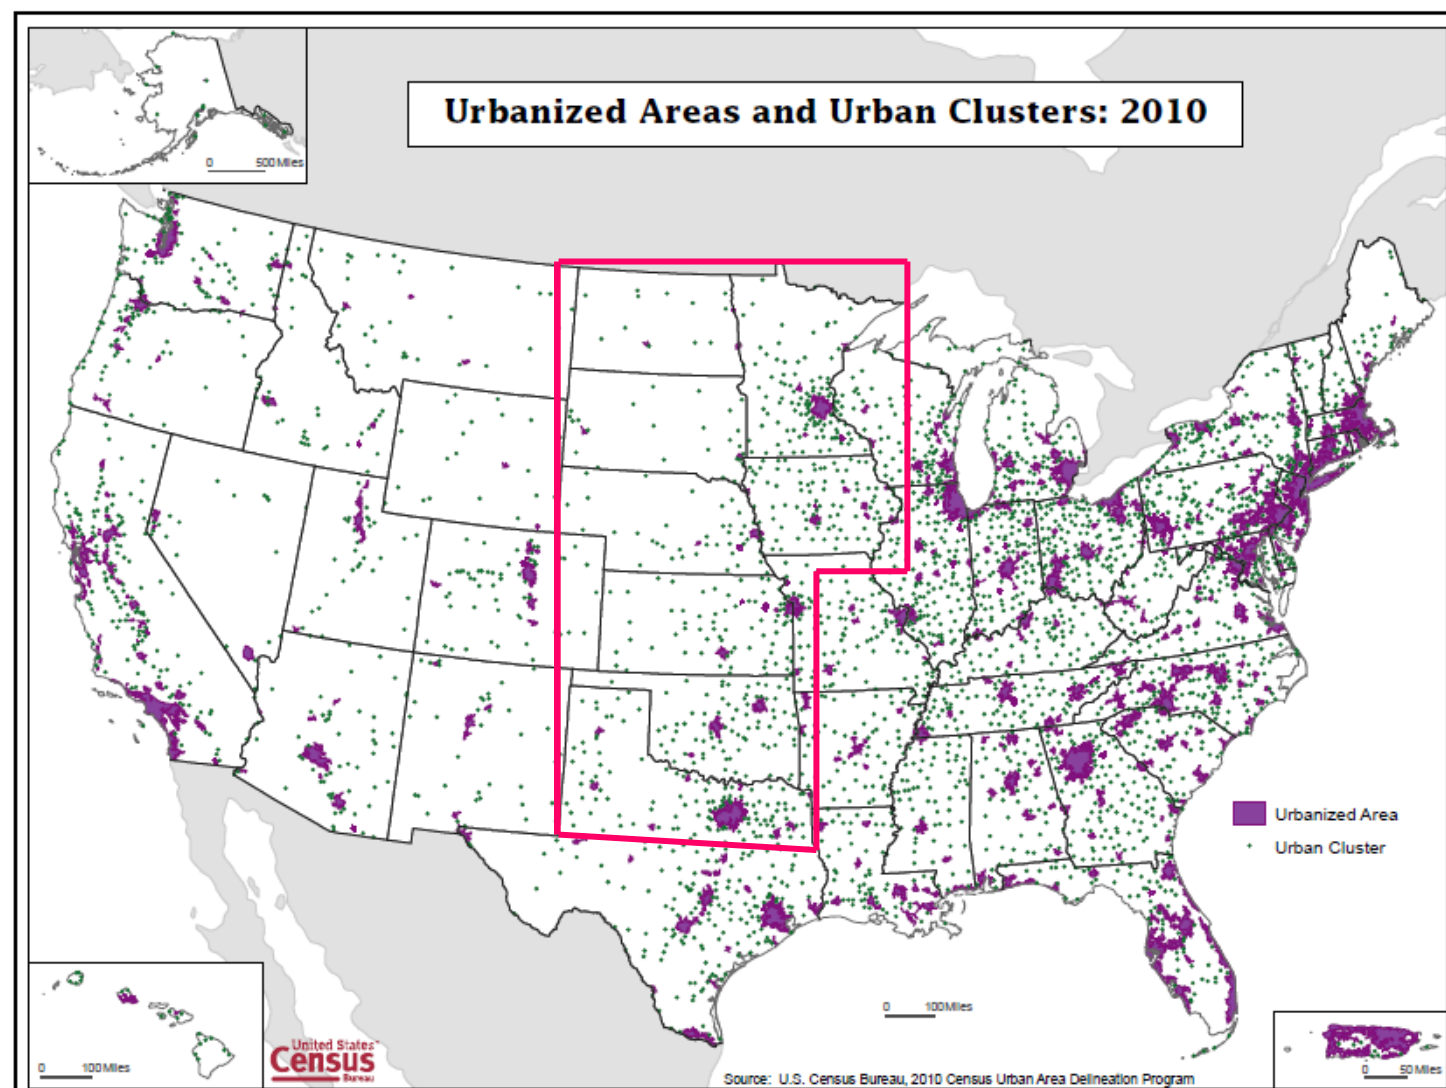 Urbanized Areas and Urban Clusters: 2010
0 500 Miles
Urbanized Area
Urban Cluster
0 100 Miles
0 100 Miles
United States™
Census
Bureau
0 50 Miles
Source: U.S. Census Bureau, 2010 Census Urban Area Delineation Program